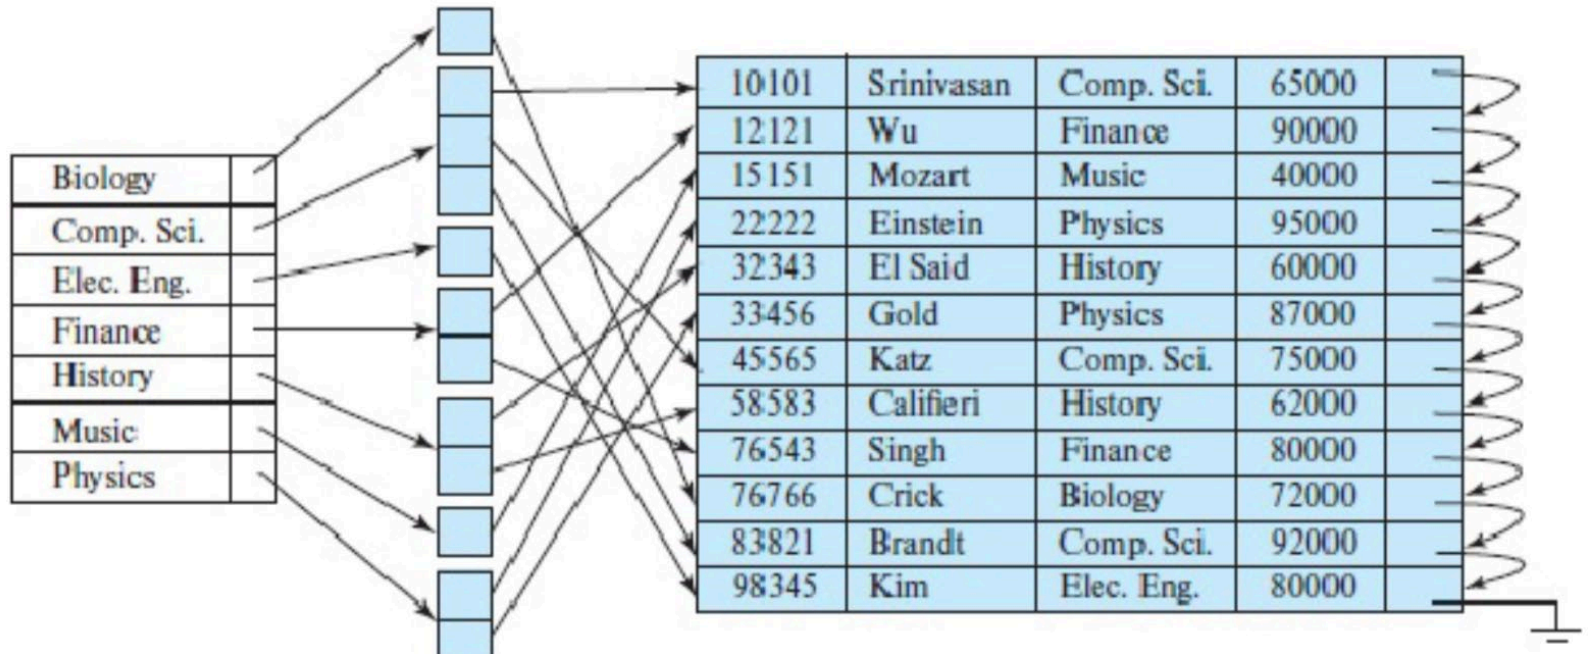 Biology
Comp. Sci.
Elec. Eng.
Finance
History
Music
Physics
10101 Srinivasan Comp. Sci. 65000
12121 Wu Finance 90000
15151 Mozart Music 40000
22222 Einstein Physics 95000
32343 El Said History 60000
33456 Gold Physics 87000
45565 Katz Comp. Sci. 75000
58583 Califieri History 62000
76543 Singh Finance 80000
76766 Crick Biology 72000
83821 Brandt Comp. Sci. 92000
98345 Kim Elec. Eng. 80000